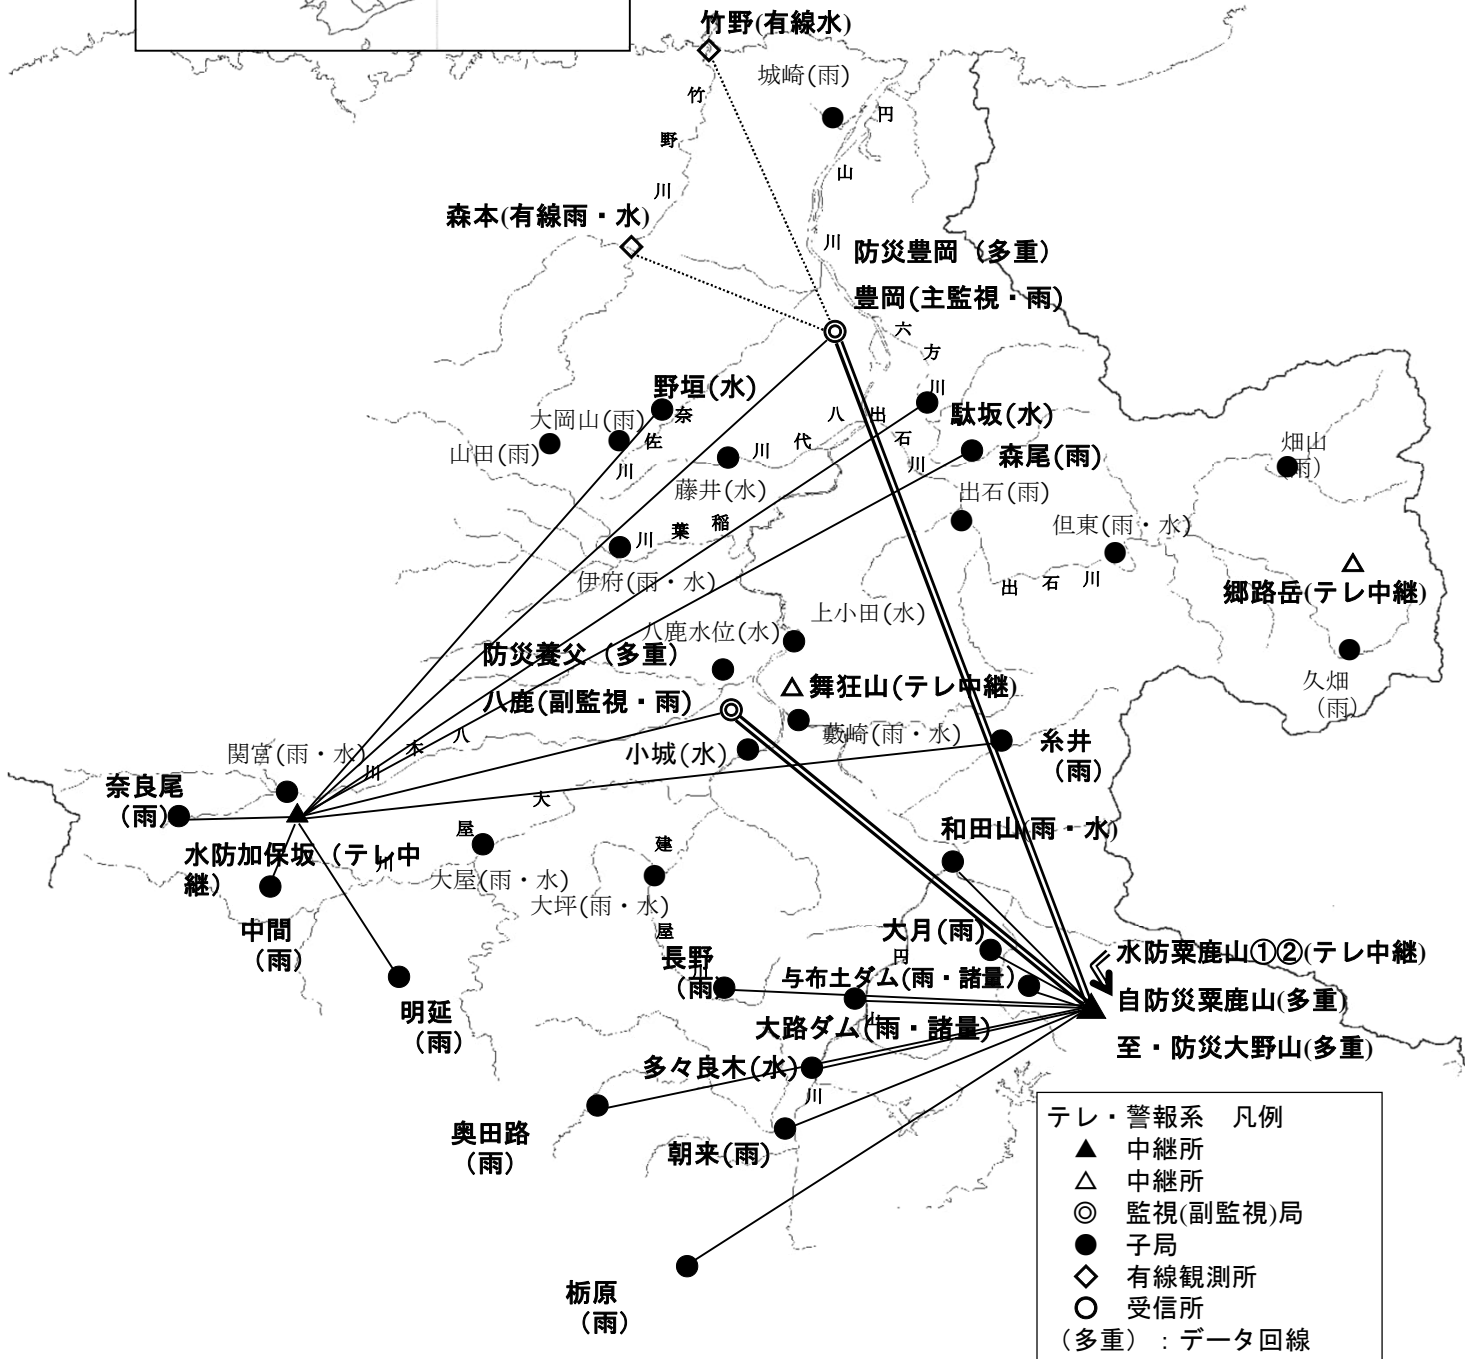 竹野(有線水)
城崎(雨)
竹野川
円山川
森本(有線雨・水)
防災豊岡（多重）
豊岡(主監視・雨)
六方川
野垣(水)
大岡山(雨)
山田(雨)
奈佐川
八代川
出石川
駄坂(水)
森尾(雨)
藤井(水)
出石(雨)
畑山
(雨)
但東(雨・水)
稲葉川
伊府(雨・水)
出石川
郷路岳(テレ中継)
上小田(水)
八鹿水位(水)
防災養父（多重）
八鹿(副監視・雨)
舞狂山(テレ中継)
久畑
（雨）
藪崎(雨・水)
八木川
関宮(雨・水)
小城(水)
糸井
（雨）
奈良尾
（雨）
大屋川
和田山(雨・水)
水防加保坂（テレ中
継）
大屋(雨・水)
大坪(雨・水)
建屋川
中間
（雨）
大月(雨)
円山川
長野
（雨）
与布土ダム(雨・諸量)
水防粟鹿山①②(テレ中継)
自防災粟鹿山(多重)
至・防災大野山(多重)
明延
（雨）
大路ダム(雨・諸量)
多々良木(水)
奥田路
（雨）
朝来(雨)
栃原
（雨）
テレ・警報系　凡例
▲ 中継所
△ 中継所
◎ 監視(副監視)局
● 子局
◇ 有線観測所
○ 受信所
（多重）：データ回線